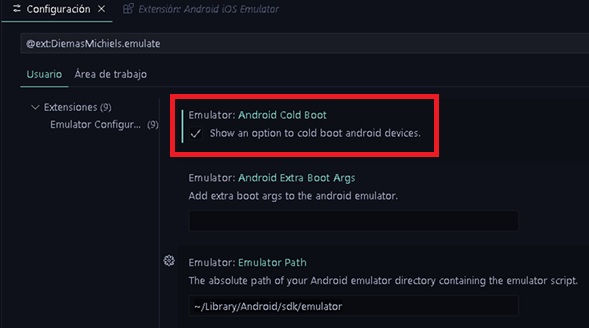 Configuración
Extensión: Android iOS Emulator
@ext:DiemasMichiels.emulate
Usuario
Área de trabajo
Extensiones (9)
Emulator Configur... (9)
Emulator: Android Cold Boot
Show an option to cold boot android devices.
Emulator: Android Extra Boot Args
Add extra boot args to the android emulator.
Emulator: Emulator Path
The absolute path of your Android emulator directory containing the emulator script.
~/Library/Android/sdk/emulator